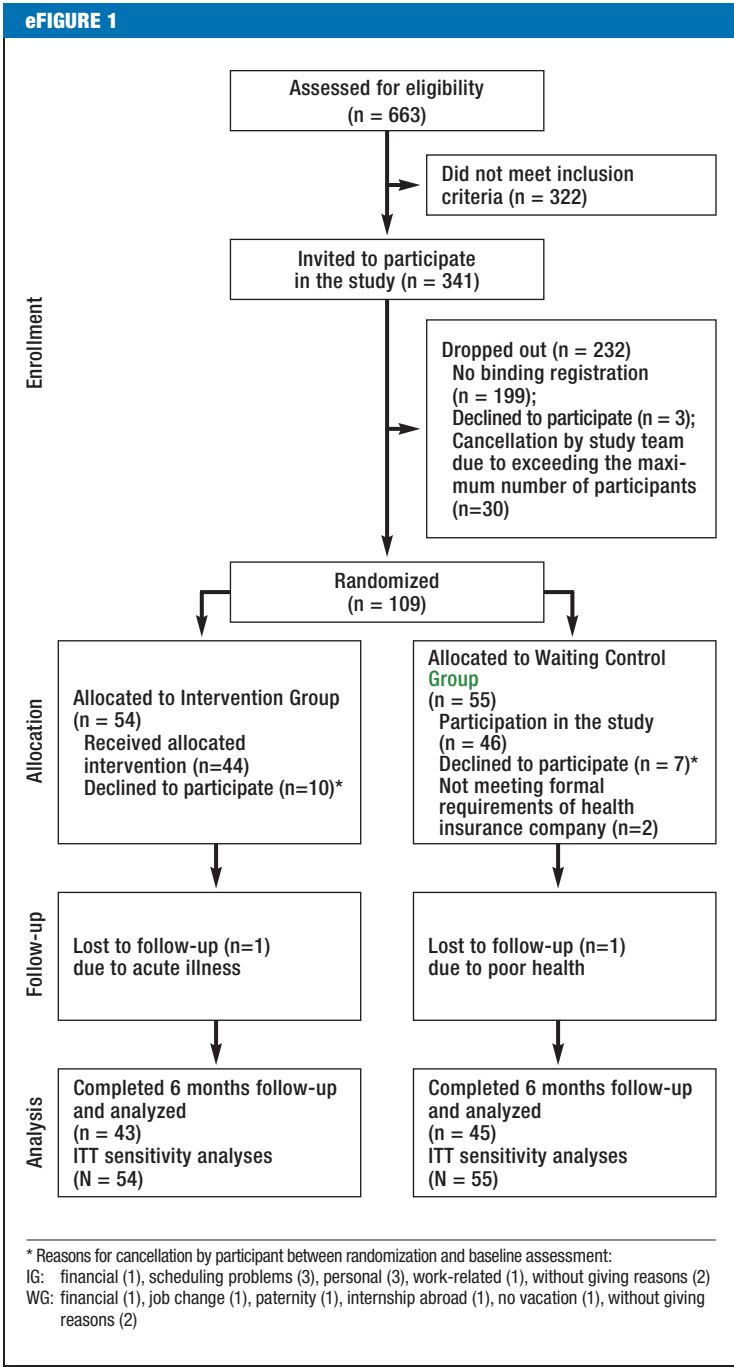 eFIGURE 1
Assessed for eligibility
(n = 663)
Did not meet inclusion
criteria (n = 322)
Invited to participate
in the study (n = 341)
Enrollment
Dropped out (n = 232)
No binding registration
(n = 199);
Declined to participate (n = 3);
Cancellation by study team
due to exceeding the maxi-
mum number of participants
(n=30)
Randomized
(n = 109)
Allocation
Allocated to Intervention Group
(n = 54)
Received allocated
intervention (n=44)
Declined to participate (n=10)*
Allocated to Waiting Control
Group
(n = 55)
Participation in the study
(n = 46)
Declined to participate (n = 7)*
Not meeting formal
requirements of health
insurance company (n=2)
Follow-up
Lost to follow-up (n=1)
due to acute illness
Lost to follow-up (n=1)
due to poor health
Analysis
Completed 6 months follow-up
and analyzed
(n = 43)
ITT sensitivity analyses
(N = 54)
Completed 6 months follow-up
and analyzed
(n = 45)
ITT sensitivity analyses
(N = 55)
* Reasons for cancellation by participant between randomization and baseline assessment:
IG: financial (1), scheduling problems (3), personal (3), work-related (1), without giving reasons (2)
WG: financial (1), job change (1), paternity (1), internship abroad (1), no vacation (1), without giving
reasons (2)